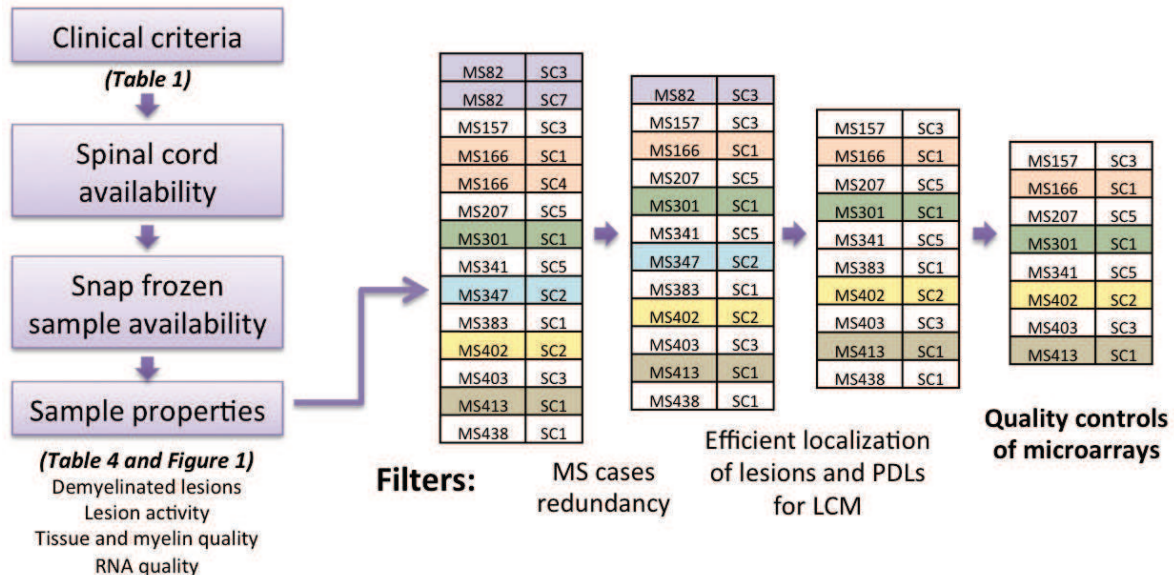 Clinical criteria
(Table 1)
Spinal cord
availability
Snap frozen
sample availability
Sample properties
(Table 4 and Figure 1)
Demyelinated lesions
Lesion activity
Tissue and myelin quality
RNA quality
MS82 SC3
MS82 SC7
MS157 SC3
MS166 SC1
MS166 SC4
MS207 SC5
MS301 SC1
MS341 SC5
MS347 SC2
MS383 SC1
MS402 SC2
MS403 SC3
MS413 SC1
MS438 SC1
Filters:
MS82 SC3
MS157 SC3
MS166 SC1
MS207 SC5
MS301 SC1
MS341 SC5
MS347 SC2
MS383 SC1
MS402 SC2
MS403 SC3
MS413 SC1
MS438 SC1
MS cases
redundancy
MS157 SC3
MS166 SC1
MS207 SC5
MS301 SC1
MS341 SC5
MS383 SC1
MS402 SC2
MS403 SC3
MS413 SC1
MS438 SC1
Efficient localization
of lesions and PDLs
for LCM
MS157 SC3
MS166 SC1
MS207 SC5
MS301 SC1
MS341 SC5
MS402 SC2
MS403 SC3
MS413 SC1
Quality controls
of microarrays